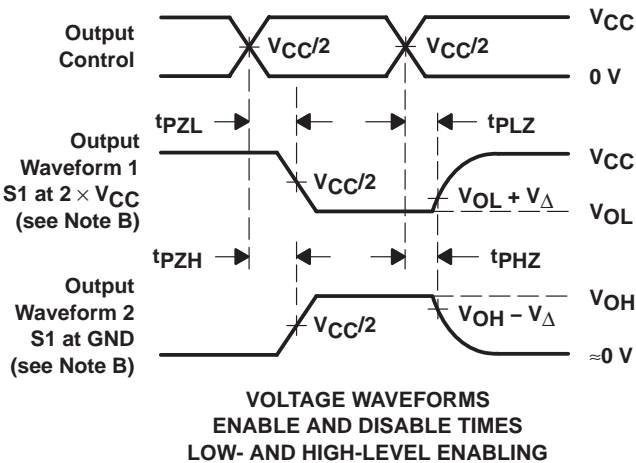 Output
Control
VCC/2
VCC/2
VCC
0 V
tPZL
tPLZ
Output
Waveform 1
S1 at 2 × VCC
(see Note B)
VCC/2
VOL + VΔ
VCC
VOL
tPZH
tPHZ
Output
Waveform 2
S1 at GND
(see Note B)
VCC/2
VOH − VΔ
VOH
≈0 V
VOLTAGE WAVEFORMS
ENABLE AND DISABLE TIMES
LOW- AND HIGH-LEVEL ENABLING